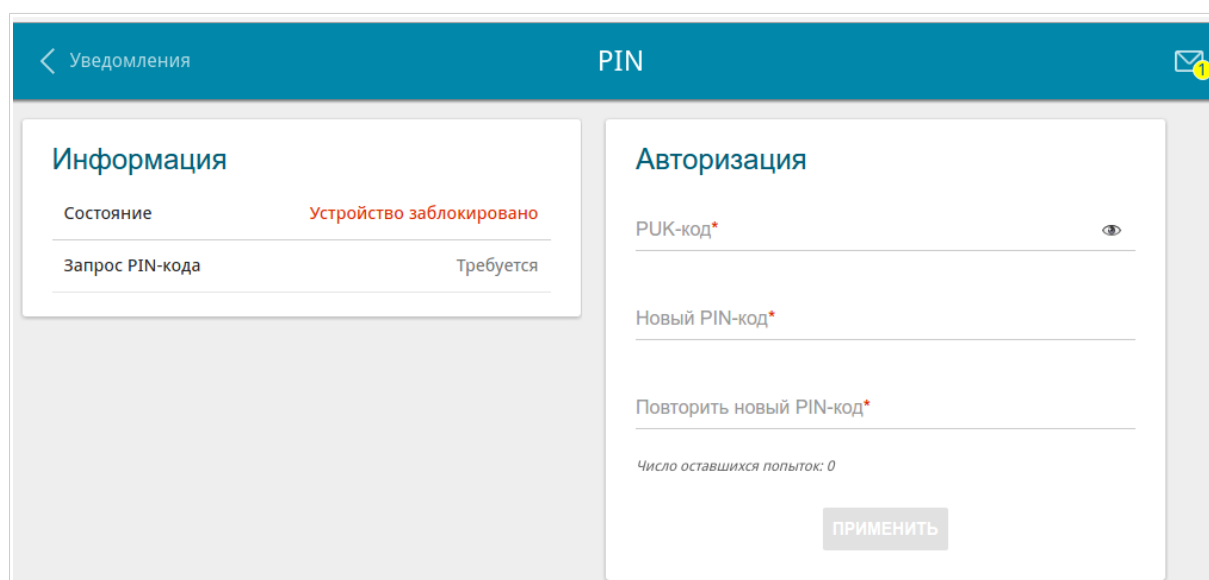 Уведомления
PIN
1
Информация
Состояние Устройство заблокировано
Запрос PIN-кода Требуется
Авторизация
PUK-код*
Новый PIN-код*
Повторить новый PIN-код*
Число оставшихся попыток: 0
ПРИМЕНИТЬ